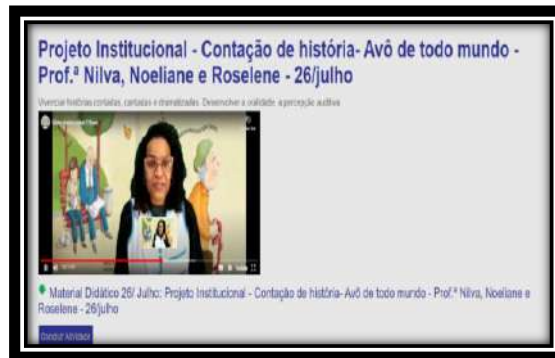 Projeto Institucional - Contação de história- Avô de todo mundo -
Prof.ª Nilva, Noeliane e Roselene - 26/julho
Vivenciar histórias contadas, cantadas e dramatizadas. Desenvolver a oralidade, a percepção auditiva.
Material Didático 26/ Julho: Projeto Institucional - Contação de história- Avô de todo mundo - Prof.ª Nilva, Noeliane e
Roselene - 26/julho